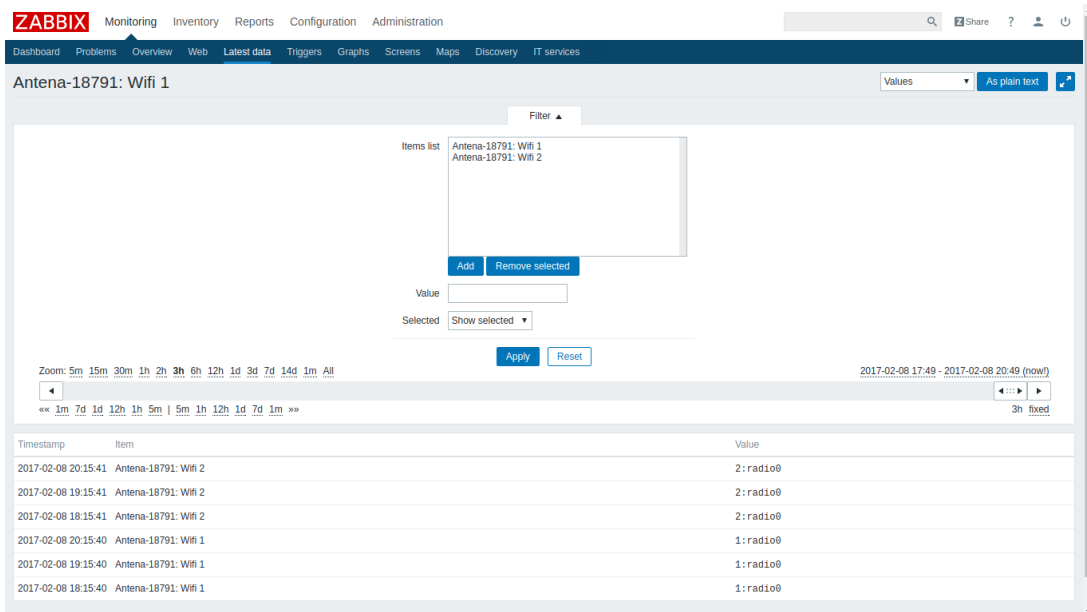 ZABBIX Monitoring Inventory Reports Configuration Administration Z Share ?
Dashboard Problems Overview Web Latest data Triggers Graphs Screens Maps Discovery IT services
Antena-18791: Wifi 1 Values ▼ As plain text
Filter ▲
Items list Antena-18791: Wifi 1
Antena-18791: Wifi 2
Add Remove selected
Value
Selected Show selected ▼
Apply Reset
Zoom: 5m 15m 30m 1h 2h 3h 6h 12h 1d 3d 7d 14d 1m All 2017-02-08 17:49 - 2017-02-08 20:49 (now!)
«« 1m 7d 1d 12h 1h 5m | 5m 1h 12h 1d 7d 1m »» 3h fixed
Timestamp Item Value
2017-02-08 20:15:41 Antena-18791: Wifi 2 2:radio0
2017-02-08 19:15:41 Antena-18791: Wifi 2 2:radio0
2017-02-08 18:15:41 Antena-18791: Wifi 2 2:radio0
2017-02-08 20:15:40 Antena-18791: Wifi 1 1:radio0
2017-02-08 19:15:40 Antena-18791: Wifi 1 1:radio0
2017-02-08 18:15:40 Antena-18791: Wifi 1 1:radio0